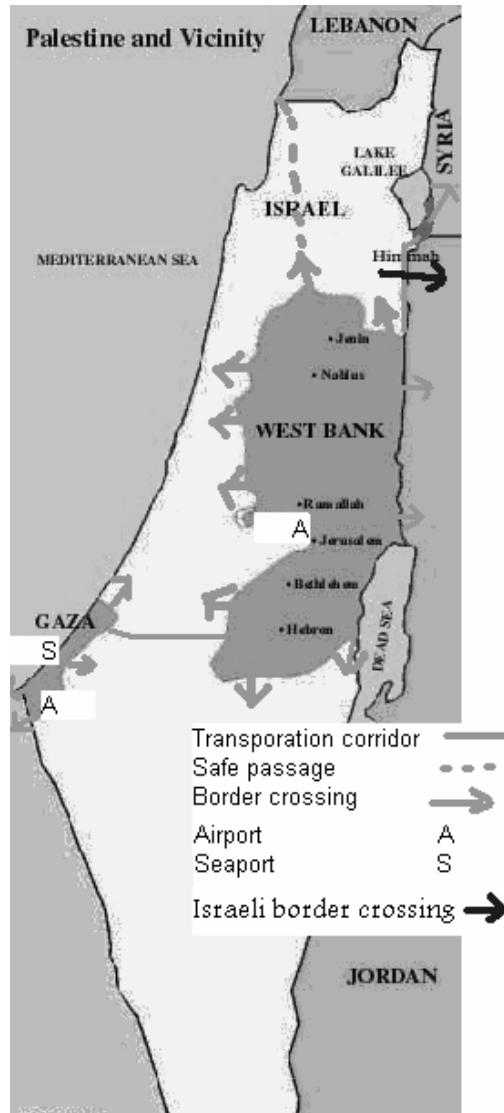 Palestine and Vicinity
LEBANON
SYRIA
LAKE
GALILEE
ISRAEL
MEDITERRANEAN SEA
Himmah
Jenin
Nablus
WEST BANK
Ramallah
A
Jerusalem
Bethlehem
GAZA
Hebron
DEAD SEA
S
A
Transporation corridor
Safe passage
Border crossing
Airport A
Seaport S
Israeli border crossing
JORDAN